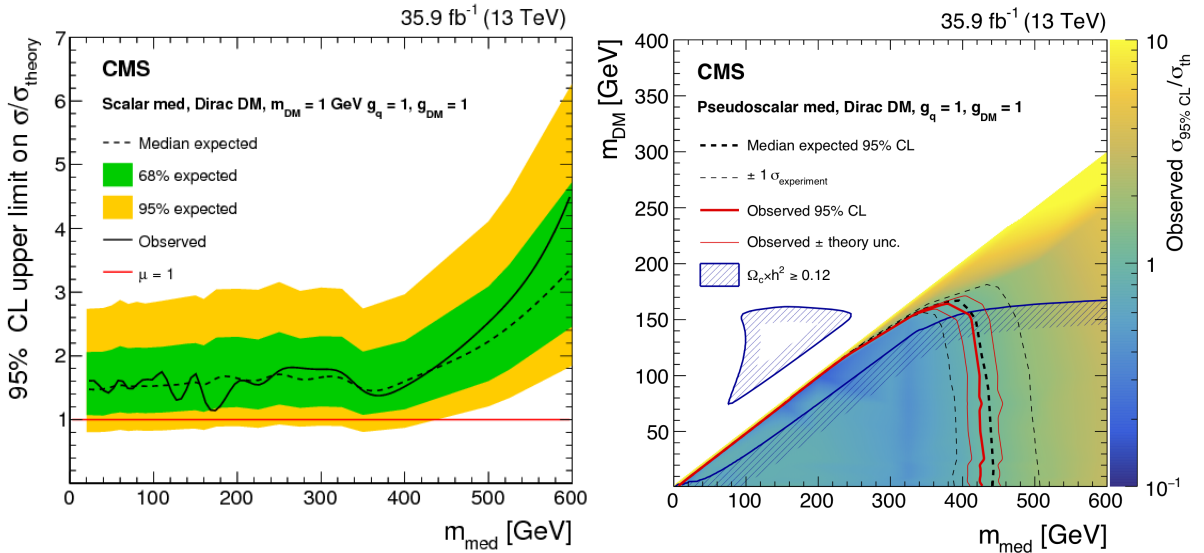 35.9 fb⁻¹ (13 TeV)
95% CL upper limit on σ/σ_theory
7
6
5
4
3
2
1
CMS
Scalar med, Dirac DM, m_DM = 1 GeV g_q = 1, g_DM = 1
Median expected
68% expected
95% expected
Observed
μ = 1
0 100 200 300 400 500 600
m_med [GeV]
35.9 fb⁻¹ (13 TeV)
m_DM [GeV]
400
350
300
250
200
150
100
50
CMS
Pseudoscalar med, Dirac DM, g_q = 1, g_DM = 1
Median expected 95% CL
± 1 σ_experiment
Observed 95% CL
Observed ± theory unc.
Ω_c×h² ≥ 0.12
0 100 200 300 400 500 600
m_med [GeV]
10
1
10⁻¹
Observed σ_95% CL/σ_th